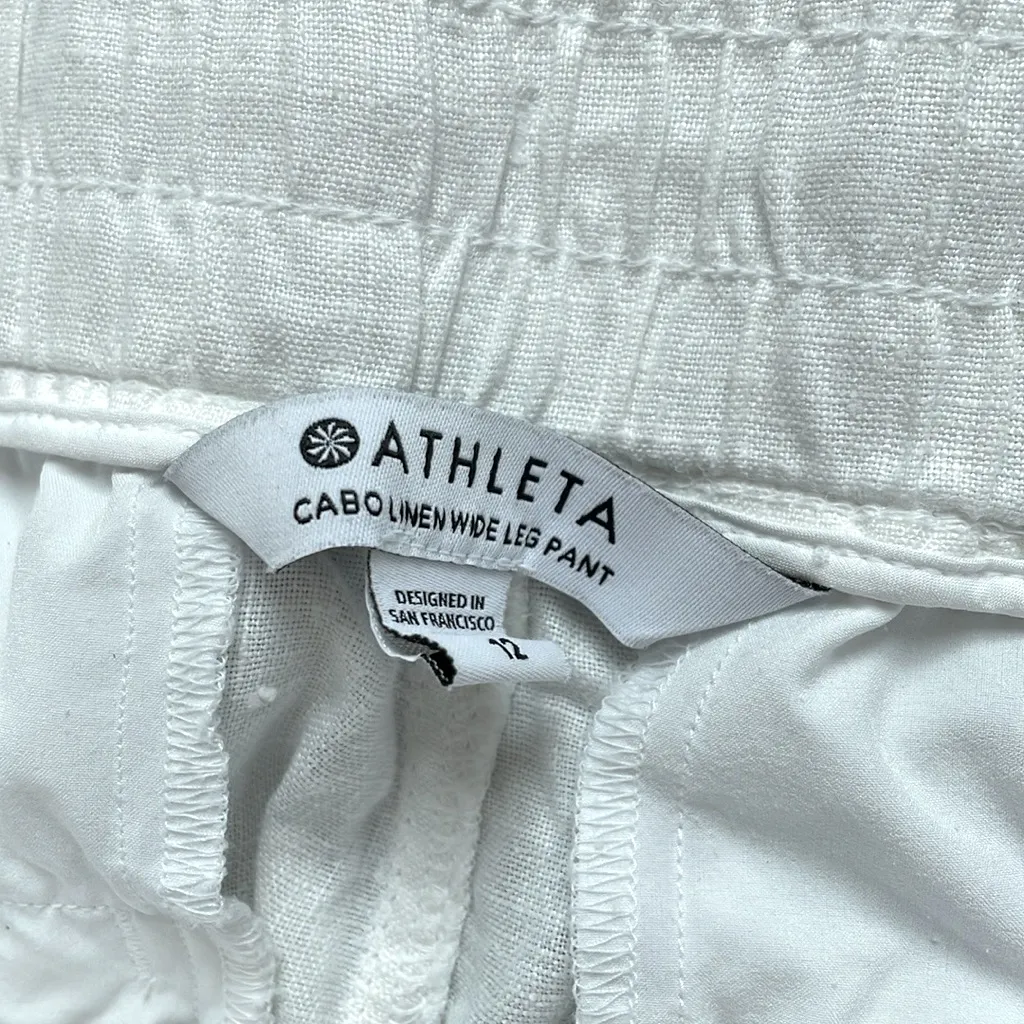 ATHLETA
CABO LINEN WIDE LEG PANT
DESIGNED IN
SAN FRANCISCO
12